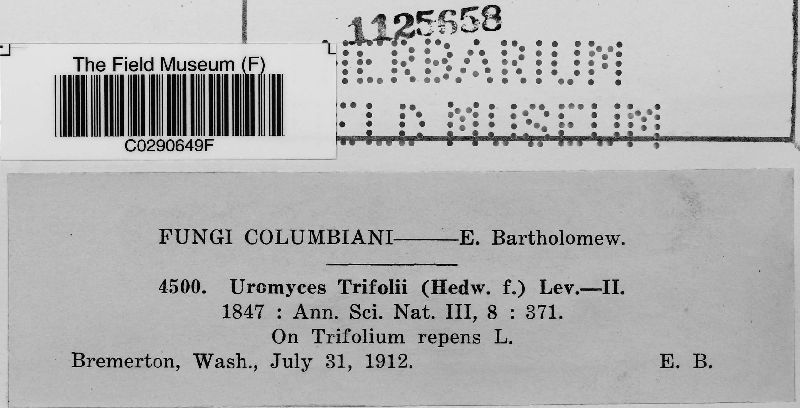 1125658
The Field Museum (F)
HERBARIUM
FIELD MUSEUM
C0290649F
FUNGI COLUMBIANI———E. Bartholomew.
4500. Uromyces Trifolii (Hedw. f.) Lev.—II.
1847 : Ann. Sci. Nat. III, 8 : 371.
On Trifolium repens L.
Bremerton, Wash., July 31, 1912. E. B.